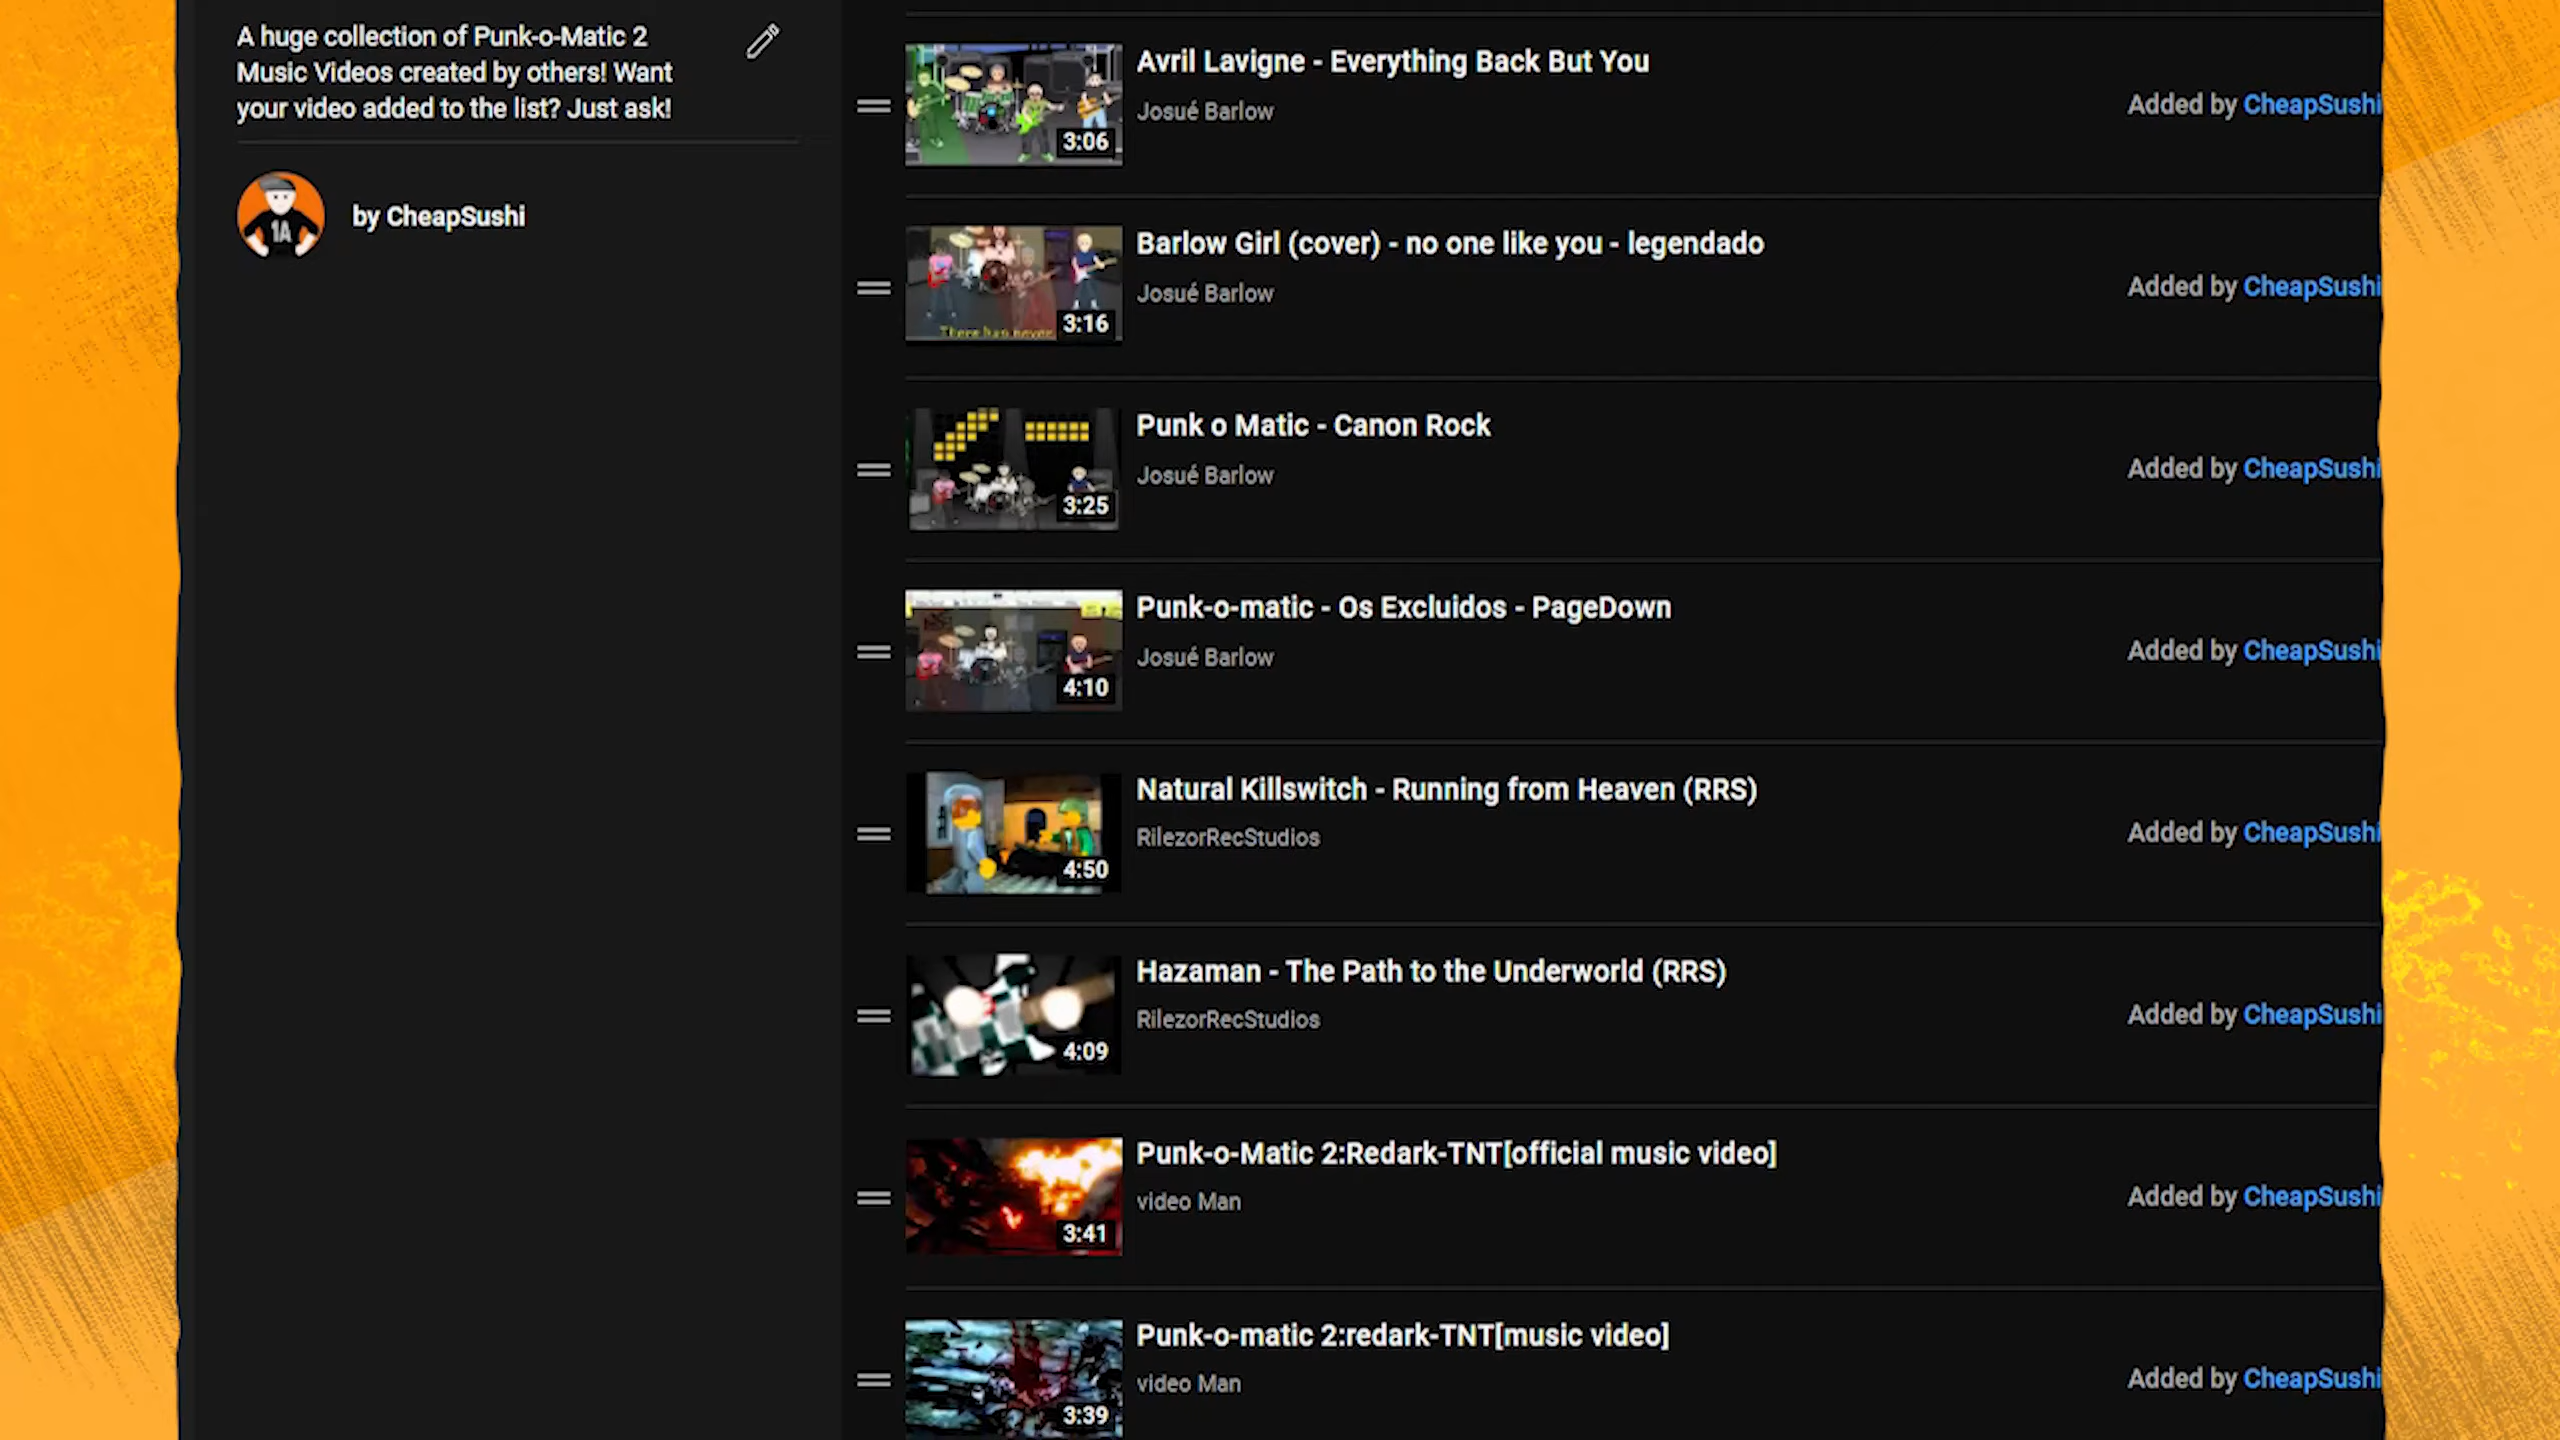 A huge collection of Punk-o-Matic 2
Music Videos created by others! Want
your video added to the list? Just ask!
1A
by CheapSushi
3:06
Avril Lavigne - Everything Back But You
Josué Barlow
Added by CheapSushi
There has never
3:16
Barlow Girl (cover) - no one like you - legendado
Josué Barlow
Added by CheapSushi
3:25
Punk o Matic - Canon Rock
Josué Barlow
Added by CheapSushi
4:10
Punk-o-matic - Os Excluidos - PageDown
Josué Barlow
Added by CheapSushi
4:50
Natural Killswitch - Running from Heaven (RRS)
RilezorRecStudios
Added by CheapSushi
4:09
Hazaman - The Path to the Underworld (RRS)
RilezorRecStudios
Added by CheapSushi
3:41
Punk-o-Matic 2:Redark-TNT[official music video]
video Man
Added by CheapSushi
3:39
Punk-o-matic 2:redark-TNT[music video]
video Man
Added by CheapSushi